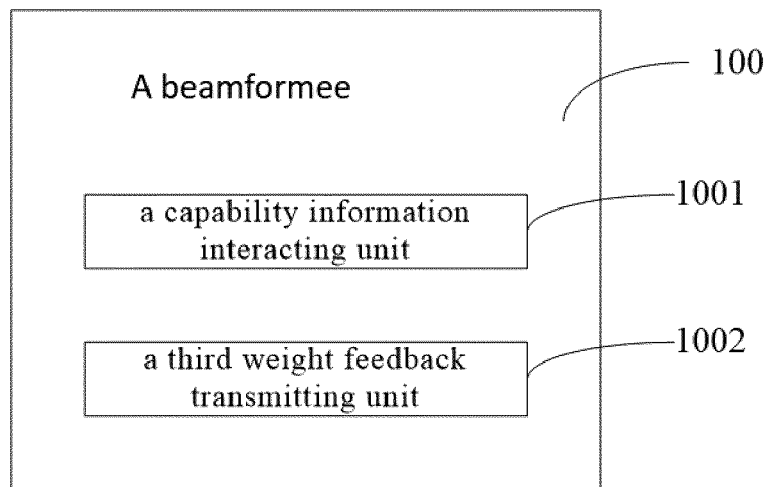 100
A beamformee
1001
a capability information
interacting unit
1002
a third weight feedback
transmitting unit